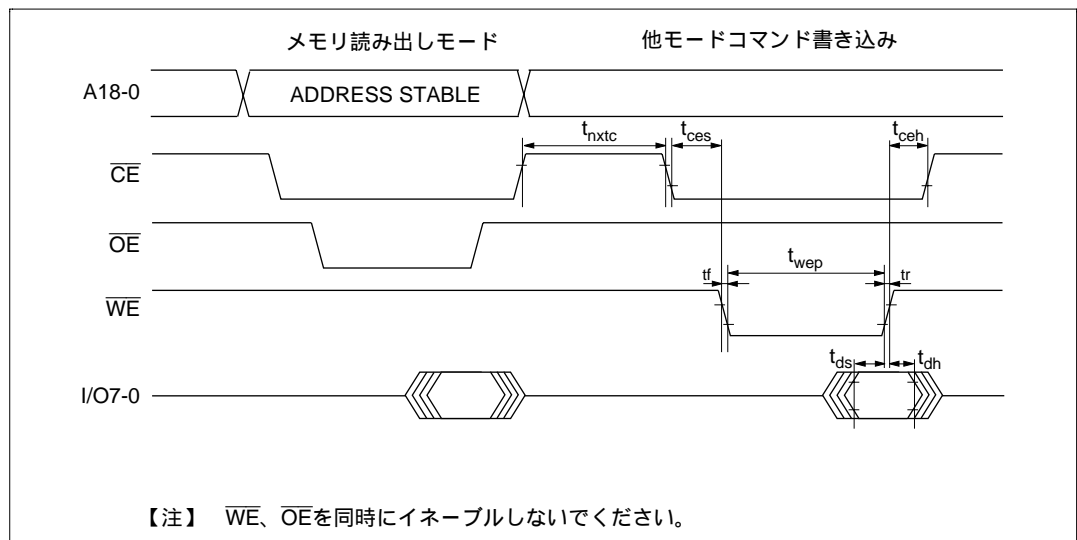 メモリ読み出しモード 他モードコマンド書き込み
A18-0 ADDRESS STABLE
tnxtc tces tceh
CE
OE
twep
tf tr
WE
tds tdh
I/O7-0
【注】 WE、OEを同時にイネーブルしないでください。